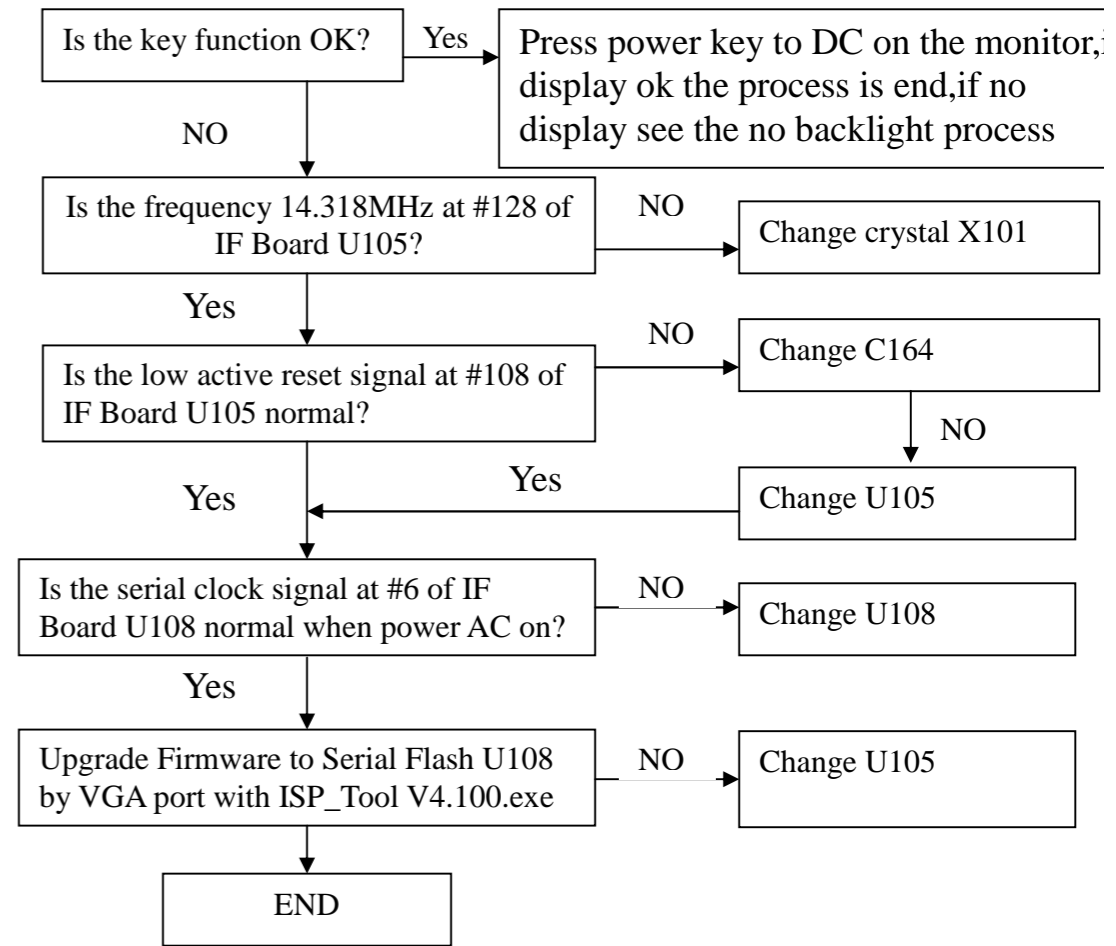 Is the key function OK?
Yes
Press power key to DC on the monitor,i
display ok the process is end,if no
display see the no backlight process
NO
Is the frequency 14.318MHz at #128 of
IF Board U105?
NO
Change crystal X101
Yes
NO
Is the low active reset signal at #108 of
IF Board U105 normal?
Change C164
NO
Yes
Yes
Change U105
Is the serial clock signal at #6 of IF
Board U108 normal when power AC on?
NO
Change U108
Yes
Upgrade Firmware to Serial Flash U108
by VGA port with ISP_Tool V4.100.exe
NO
Change U105
END